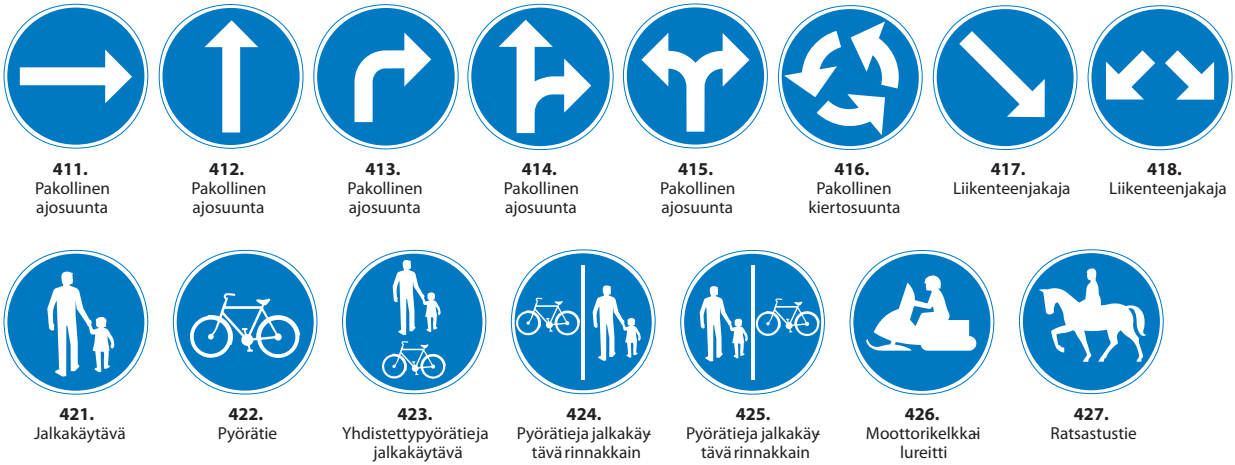 411.
Pakollinen
ajosuunta
412.
Pakollinen
ajosuunta
413.
Pakollinen
ajosuunta
414.
Pakollinen
ajosuunta
415.
Pakollinen
ajosuunta
416.
Pakollinen
kiertosuunta
417.
Liikenteenjakaja
418.
Liikenteenjakaja
421.
Jalkakäytävä
422.
Pyörätie
423.
Yhdistettypyörätieja
jalkakäytävä
424.
Pyörätieja jalkakäy-
tävä rinnakkain
425.
Pyörätieja jalkakäy-
tävä rinnakkain
426.
Moottorikelkkai-
lureitti
427.
Ratsastustie